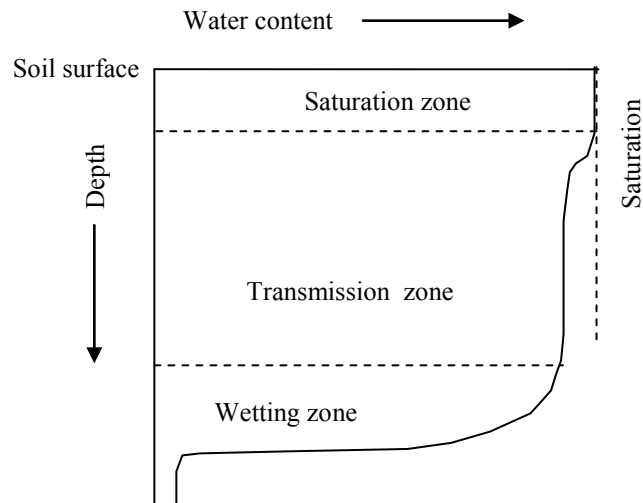 Water content
Soil surface
Saturation zone
Saturation
Depth
Transmission zone
Wetting zone